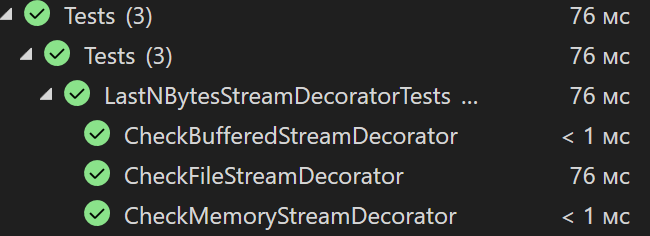 Tests (3) 76 мс
Tests (3) 76 мс
LastNBytesStreamDecoratorTests ... 76 мс
CheckBufferedStreamDecorator < 1 мс
CheckFileStreamDecorator 76 мс
CheckMemoryStreamDecorator < 1 мс